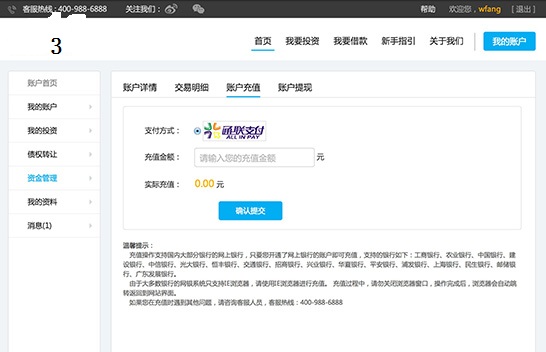 客服热线：400-988-6888
关注我们：
帮助
欢迎您，wfang
[ 退出 ]
3
首页
我要投资
我要借款
新手指引
关于我们
我的账户
账户首页
我的账户
我的投资
债权转让
资金管理
我的资料
消息(1)
账户详情
交易明细
账户充值
账户提现
支付方式：
通联支付
ALL IN PAY
充值金额：
请输入您的充值金额
元
实际充值：
0.00 元
确认提交
温馨提示：
充值操作支持国内大部分银行的网上银行，只要您开通了网上银行的账户即可充值，支持的银行如下：工商银行、农业银行、中国银行、建
设银行、中信银行、光大银行、恒丰银行、交通银行、招商银行、兴业银行、华夏银行、平安银行、浦发银行、上海银行、民生银行、邮储银
行、广东发展银行。
由于大多数银行的网银系统只支持IE浏览器，请使用IE浏览器进行充值。 充值过程中，请勿关闭浏览器窗口，操作完成后，浏览器会自动跳
转返回到网站界面。
如果您在充值时遇到其他问题，请咨询客服人员，客服热线：400-988-6888